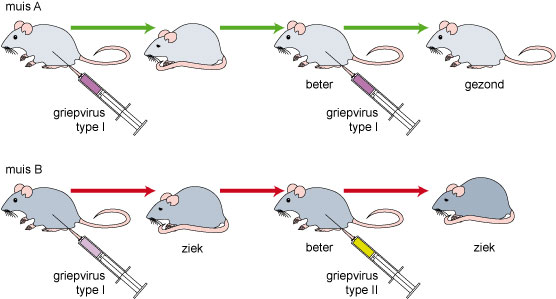 muis A
beter
gezond
griepvirus
type I
griepvirus
type I
muis B
ziek
beter
ziek
griepvirus
type I
griepvirus
type II